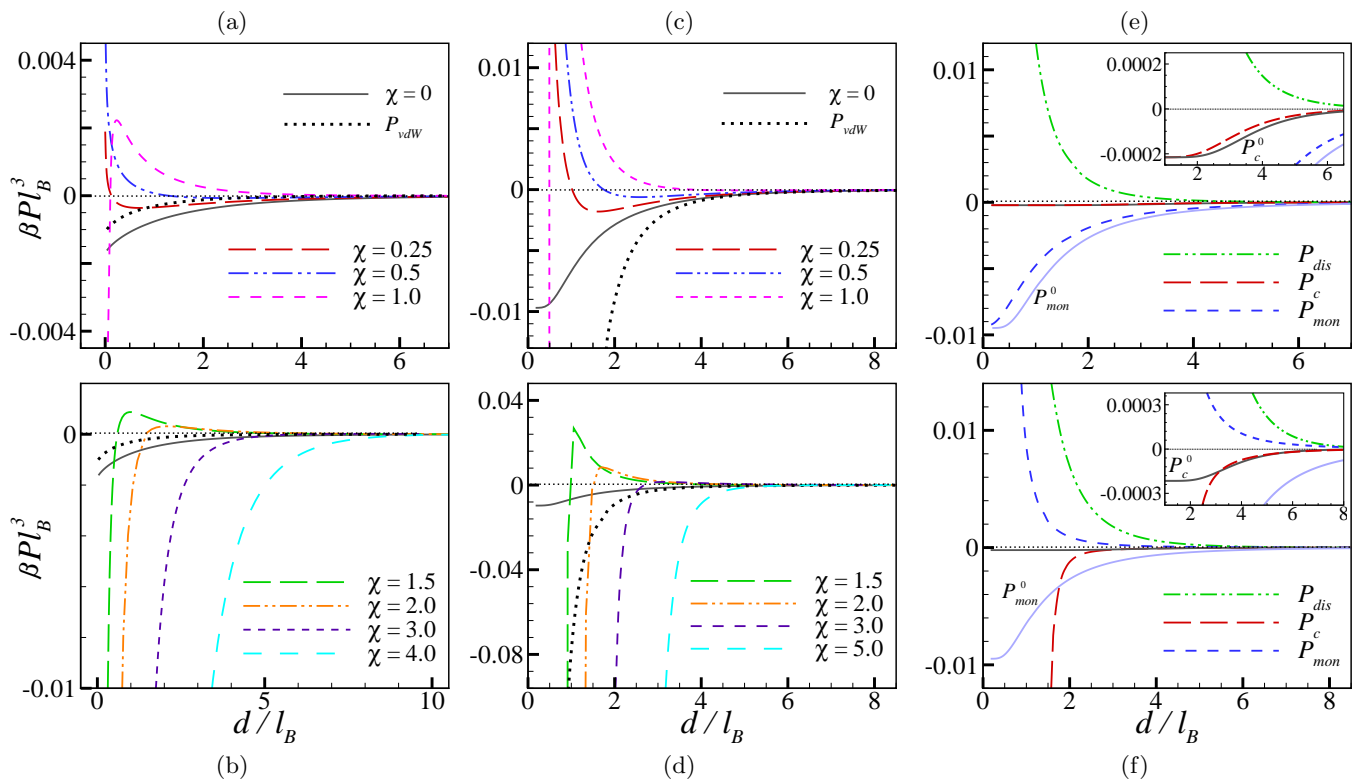 (a)
0.004
0
-0.004
βPl_B^3
χ = 0
P_vdW
χ = 0.25
χ = 0.5
χ = 1.0
0 2 4 6
(c)
0.01
0
-0.01
χ = 0
P_vdW
χ = 0.25
χ = 0.5
χ = 1.0
0 2 4 6 8
(e)
0.01
0
-0.01
0.0002
0
-0.0002
P_c^0
2 3 4 5 6
P_mon^0
P_dis
P_c
P_mon
0 2 4 6
0
-0.01
βPl_B^3
χ = 1.5
χ = 2.0
χ = 3.0
χ = 4.0
0 5 10
d / l_B
(b)
0.04
0
-0.04
-0.08
χ = 1.5
χ = 2.0
χ = 3.0
χ = 5.0
0 2 4 6 8
d / l_B
(d)
0.01
0
-0.01
0.0003
0
-0.0003
P_c^0
2 4 6 8
P_mon^0
P_dis
P_c
P_mon
0 2 4 6 8
d / l_B
(f)